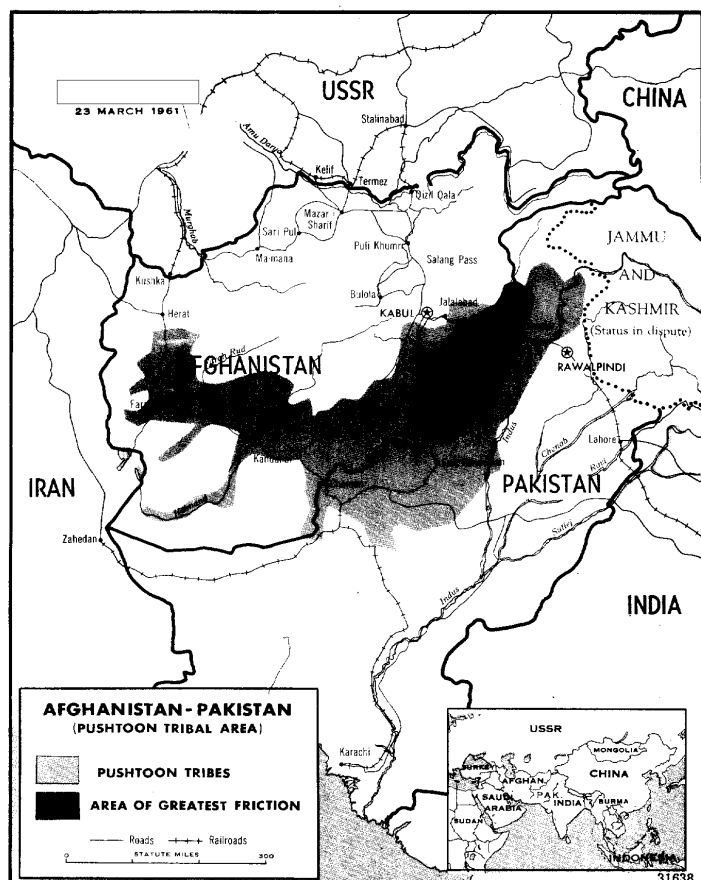 23 MARCH 1961
USSR
CHINA
Stalinabad
Amu Darya
Kelif
Termez
Qizil Qala
Murghab
Mazar
Sharif
Sari Pul
Maimana
Puli Khumri
Salang Pass
JAMMU
AND
KASHMIR
(Status in dispute)
Kushka
Bulola
Herat
KABUL
Jalalabad
Rud
AFGHANISTAN
RAWALPINDI
Indus
Chenab
Lahore
Ravi
IRAN
PAKISTAN
Zahedan
Sutlej
Indus
INDIA
Karachi
AFGHANISTAN-PAKISTAN
(PUSHTOON TRIBAL AREA)
PUSHTOON TRIBES
AREA OF GREATEST FRICTION
Roads
Railroads
STATUTE MILES
0 300
USSR
MONGOLIA
TURKEY
CHINA
AFGHAN.
PAK.
SAUDI
ARABIA
INDIA
BURMA
SUDAN
INDONESIA
31638